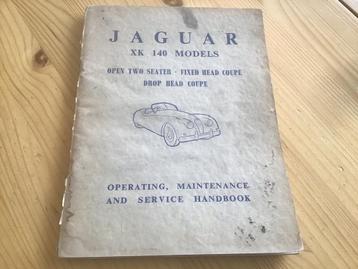 JAGUAR
XK 140 MODELS
OPEN TWO SEATER · FIXED HEAD COUPE
DROP HEAD COUPE
OPERATING, MAINTENANCE
AND SERVICE HANDBOOK